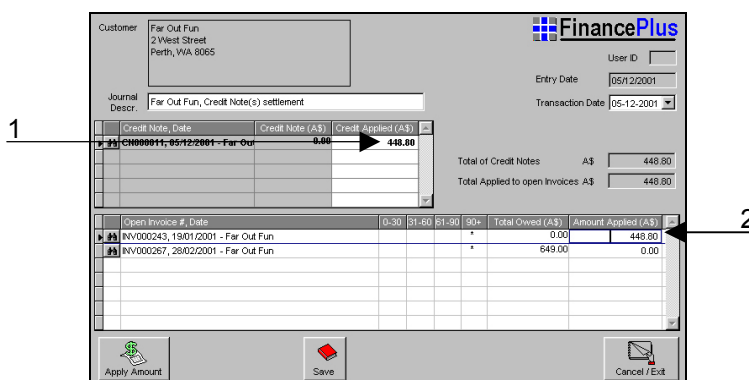 Customer
Far Out Fun
2 West Street
Perth, WA 8065
FinancePlus
User ID
Entry Date 05/12/2001
Journal Descr. Far Out Fun, Credit Note(s) settlement
Transaction Date 05-12-2001
1
Credit Note, Date Credit Note (A$) Credit Applied (A$)
CN000011, 05/12/2001 - Far Out 0.00 448.80
Total of Credit Notes A$ 448.80
Total Applied to open Invoices A$ 448.80
2
Open Invoice #, Date 0-30 31-60 61-90 90+ Total Owed (A$) Amount Applied (A$)
INV000243, 19/01/2001 - Far Out Fun * 0.00 448.80
INV000267, 28/02/2001 - Far Out Fun * 649.00 0.00
Apply Amount Save Cancel / Exit